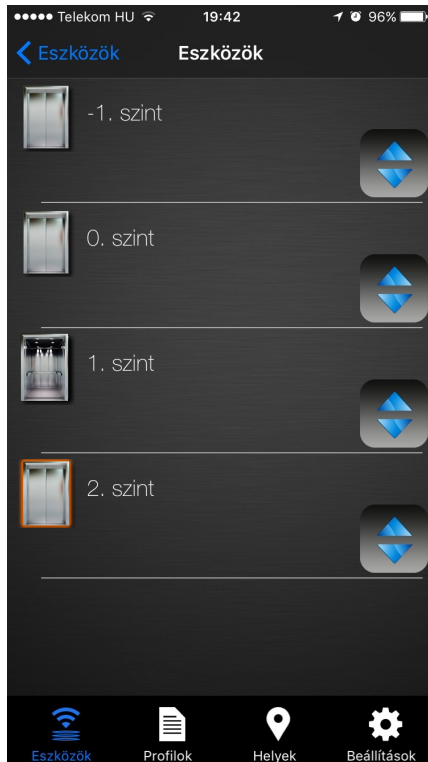 Telekom HU 19:42 96%
Eszközök Eszközök
-1. szint
0. szint
1. szint
2. szint
Eszközök Profilok Helyek Beállítások